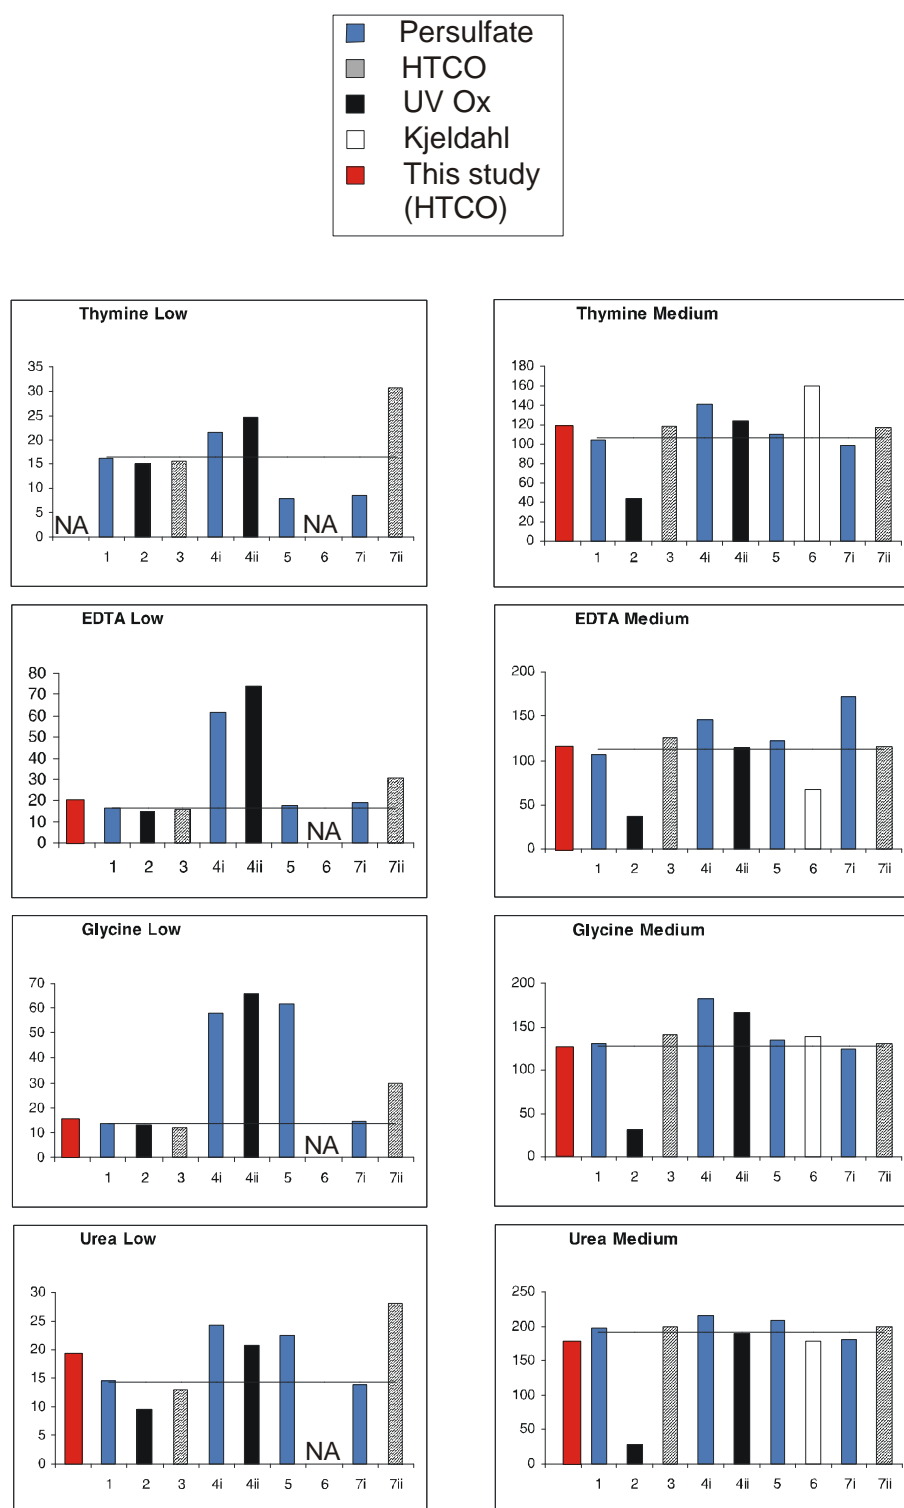 Persulfate
HTCO
UV Ox
Kjeldahl
This study
(HTCO)
Thymine Low
35
30
25
20
15
10
5
0
NA
NA
1 2 3 4i 4ii 5 6 7i 7ii
Thymine Medium
180
160
140
120
100
80
60
40
20
0
1 2 3 4i 4ii 5 6 7i 7ii
EDTA Low
80
70
60
50
40
30
20
10
0
NA
1 2 3 4i 4ii 5 6 7i 7ii
EDTA Medium
200
150
100
50
0
1 2 3 4i 4ii 5 6 7i 7ii
Glycine Low
70
60
50
40
30
20
10
0
NA
1 2 3 4i 4ii 5 6 7i 7ii
Glycine Medium
200
150
100
50
0
1 2 3 4i 4ii 5 6 7i 7ii
Urea Low
30
25
20
15
10
5
0
NA
1 2 3 4i 4ii 5 6 7i 7ii
Urea Medium
250
200
150
100
50
0
1 2 3 4i 4ii 5 6 7i 7ii